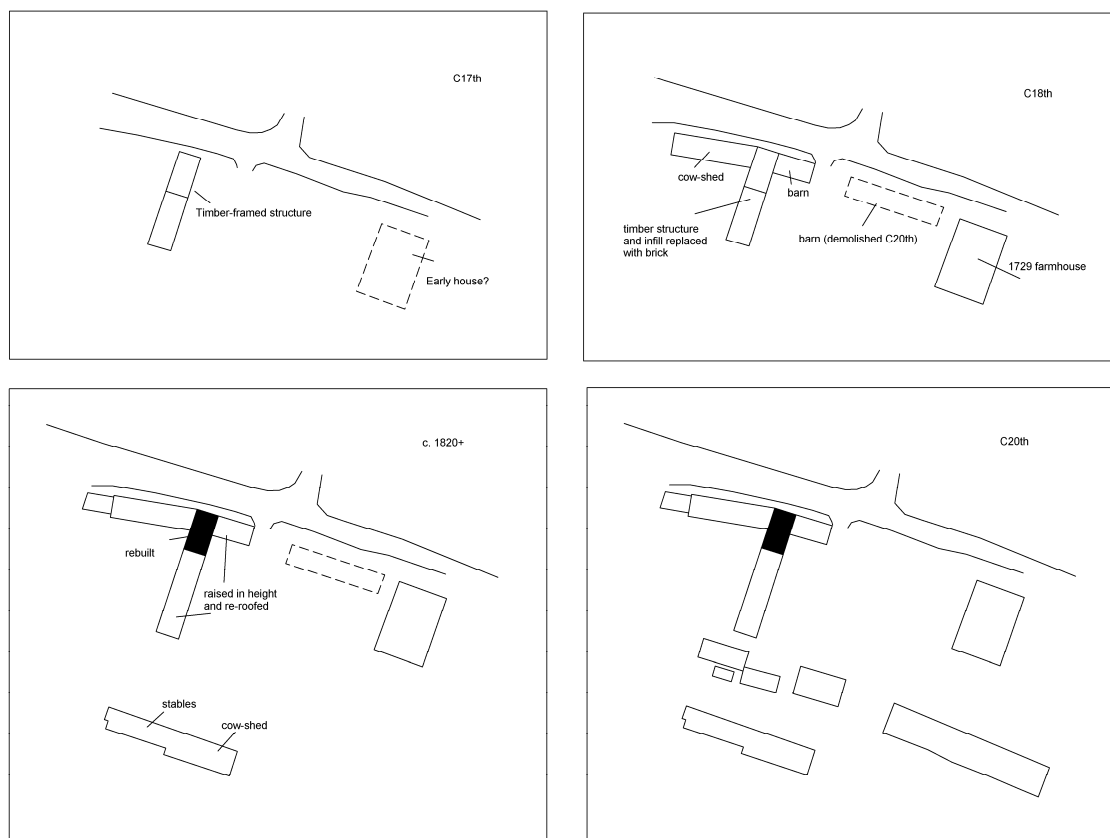 C17th
Timber-framed structure
Early house?
C18th
cow-shed
barn
timber structure
and infill replaced
with brick
barn (demolished C20th)
1729 farmhouse
c. 1820+
rebuilt
raised in height
and re-roofed
stables
cow-shed
C20th